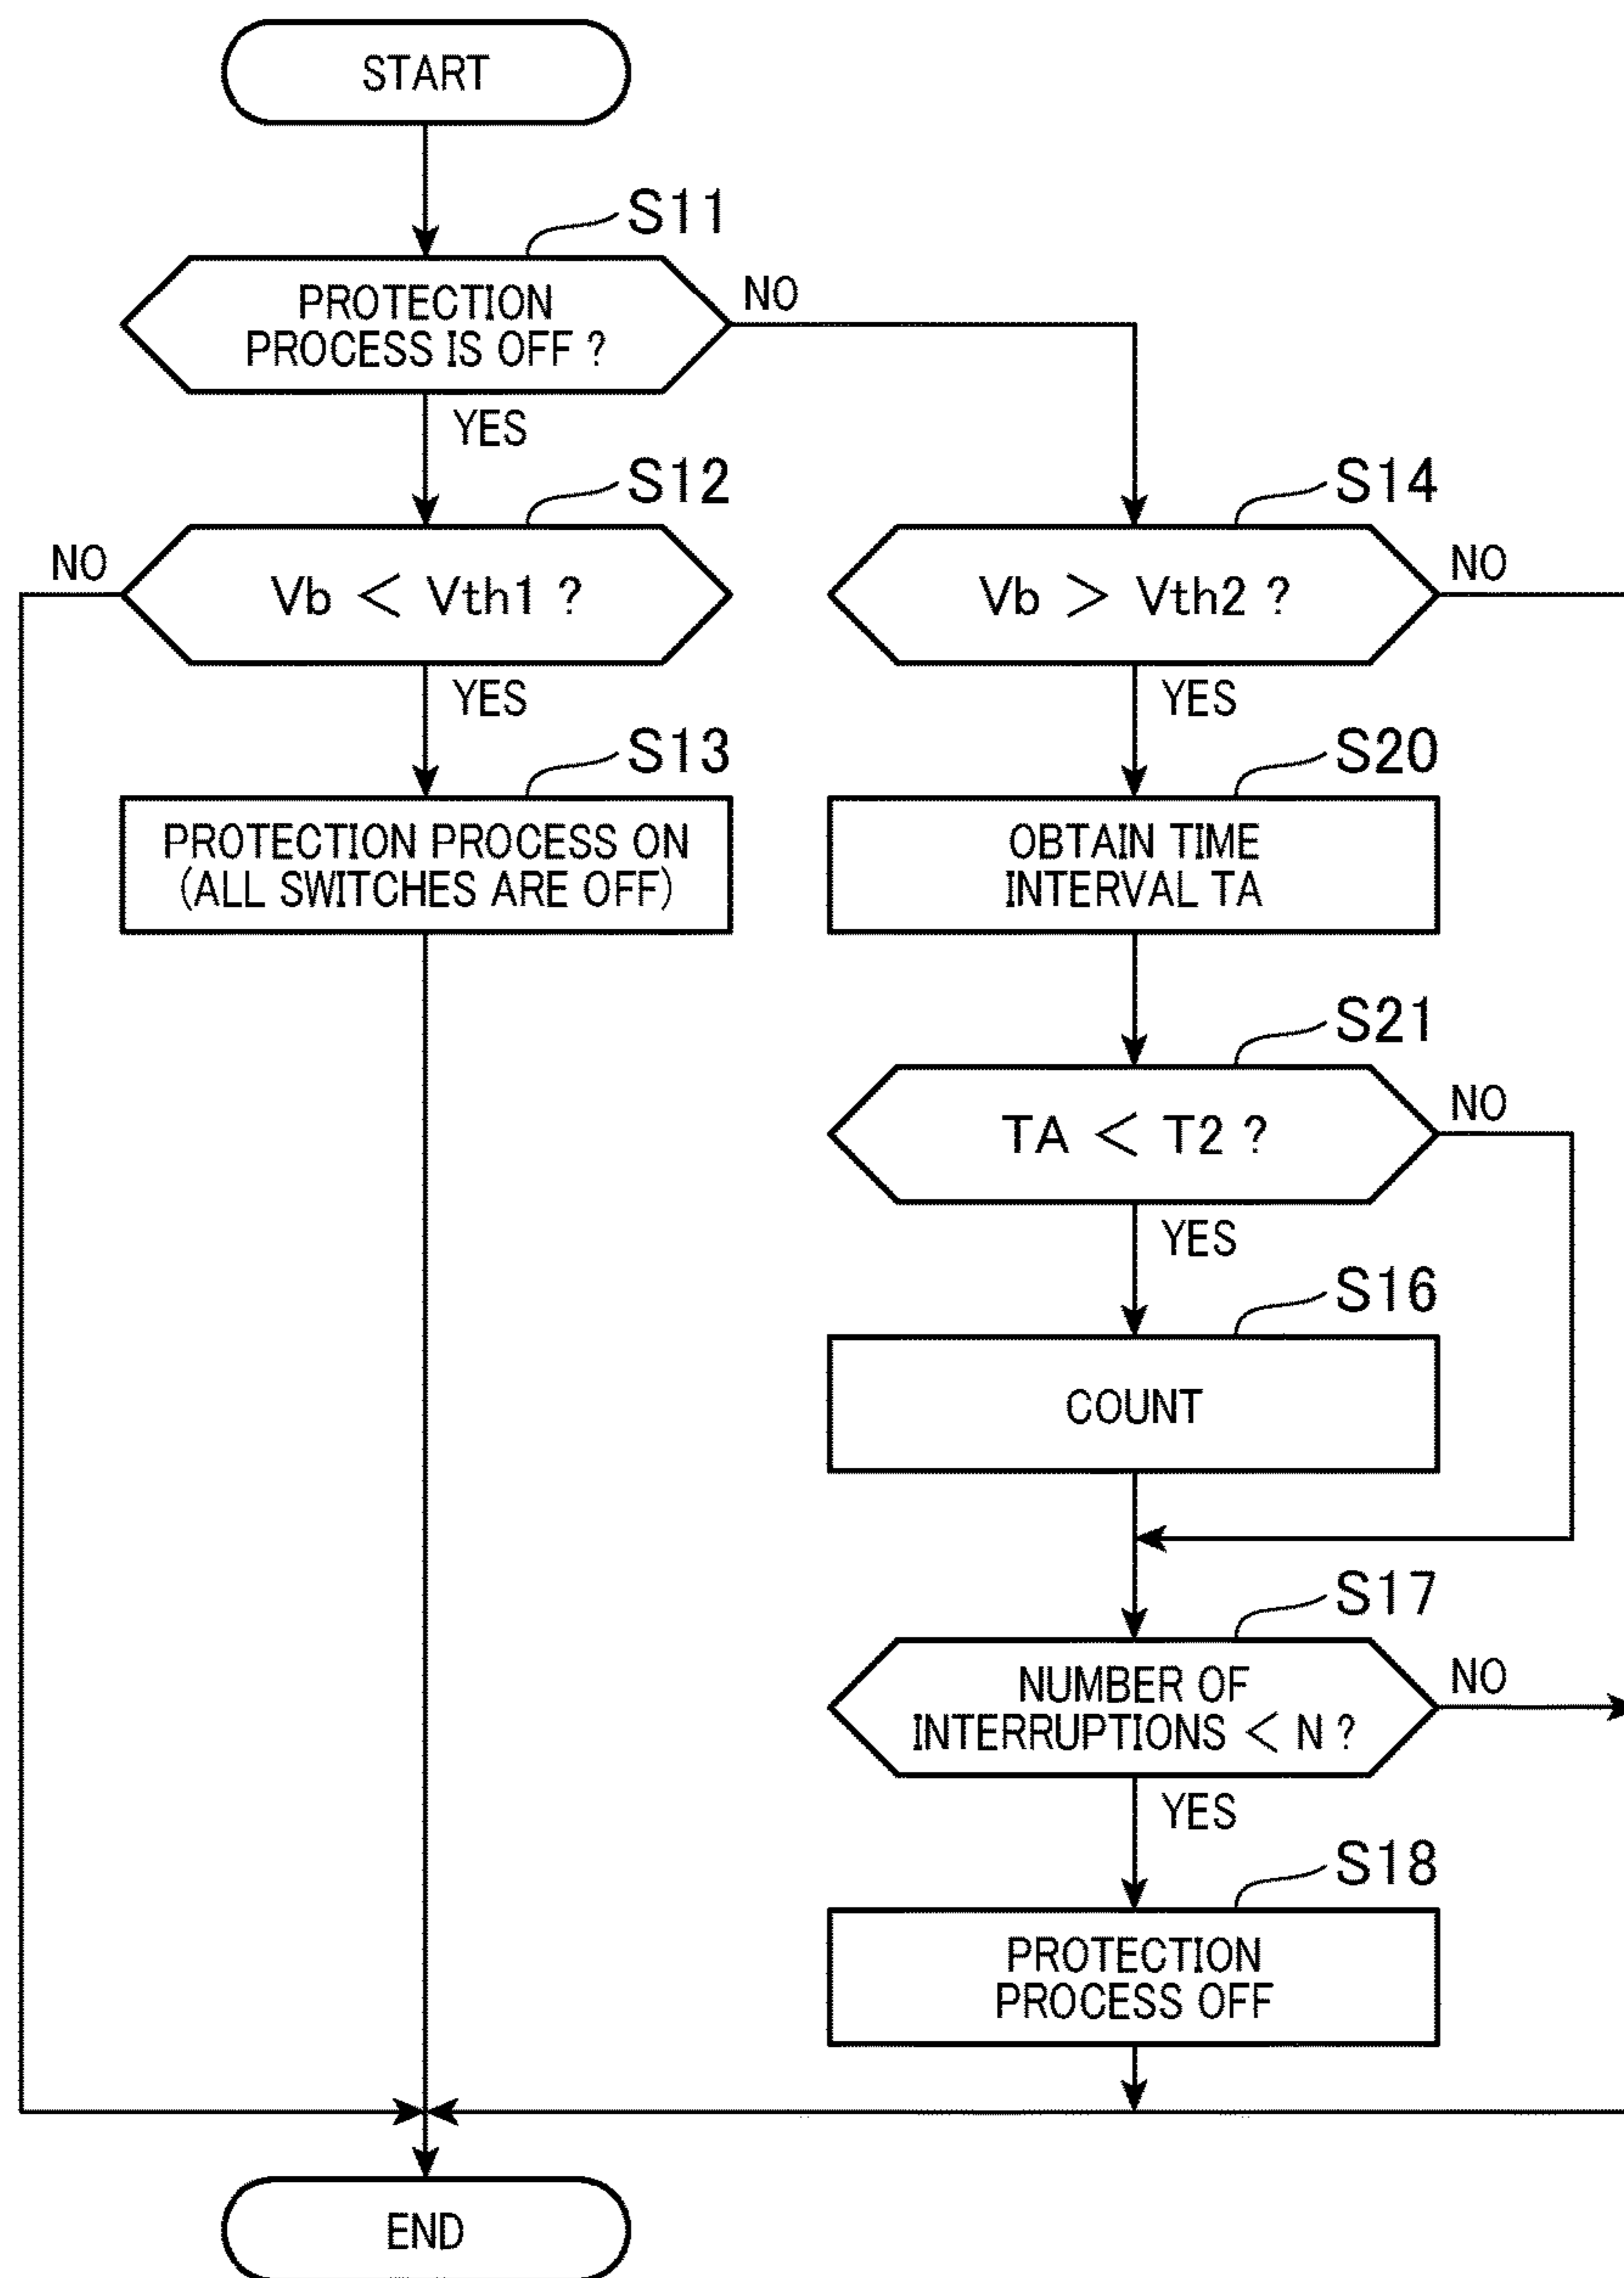 START
S11
PROTECTION
PROCESS IS OFF ?
NO
YES
S12
NO
Vb < Vth1 ?
YES
S13
PROTECTION PROCESS ON
(ALL SWITCHES ARE OFF)
S14
Vb > Vth2 ?
NO
YES
S20
OBTAIN TIME
INTERVAL TA
S21
TA < T2 ?
NO
YES
S16
COUNT
S17
NUMBER OF
INTERRUPTIONS < N ?
NO
YES
S18
PROTECTION
PROCESS OFF
END